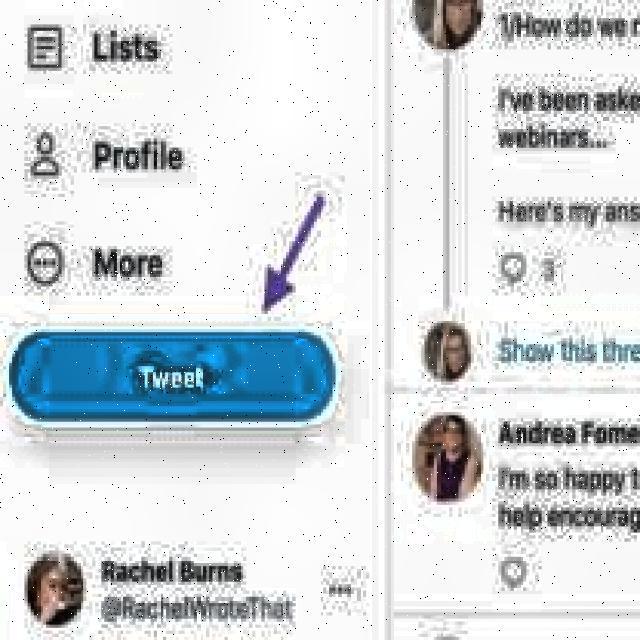 Lists
Profile
More
Tweet
Rachel Burns
@RachelWroteThat
1/How do we
I've been aske
webinars...
Here's my ans
3
Show this thre
Andrea Fome
I'm so happy t
help encourag